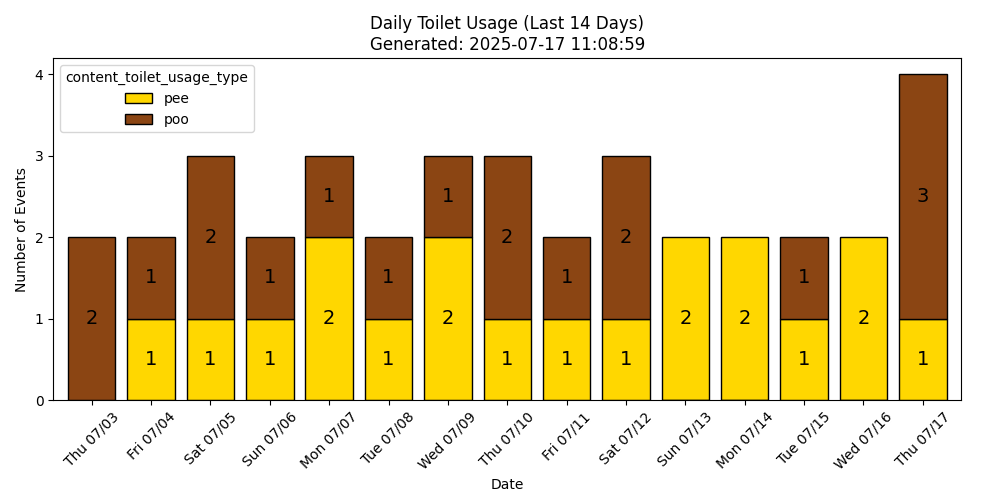 Daily Toilet Usage (Last 14 Days)
Generated: 2025-07-17 11:08:59
content_toilet_usage_type
pee
poo
Number of Events
4
3
2
1
0
2
1
1
2
1
1
1
1
2
1
1
1
2
2
1
1
1
2
1
2
2
1
1
2
3
1
Thu 07/03
Fri 07/04
Sat 07/05
Sun 07/06
Mon 07/07
Tue 07/08
Wed 07/09
Thu 07/10
Fri 07/11
Sat 07/12
Sun 07/13
Mon 07/14
Tue 07/15
Wed 07/16
Thu 07/17
Date